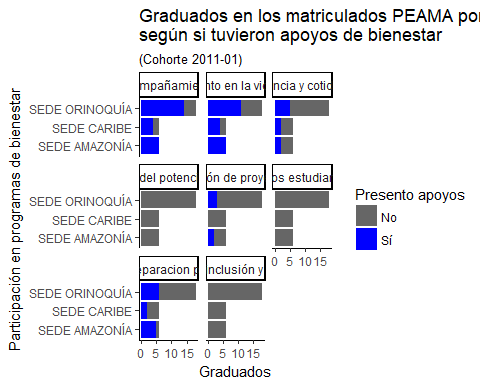 Graduados en los matriculados PEAMA por
según si tuvieron apoyos de bienestar
(Cohorte 2011-01)
Participación en programas de bienestar
mpañamie nto en la vi ncia y cotic
SEDE ORINOQUÍA
SEDE CARIBE
SEDE AMAZONÍA
del potenc ón de proy os estudian
SEDE ORINOQUÍA
SEDE CARIBE
SEDE AMAZONÍA
0 5 10 15
eparacion p nclusión y
SEDE ORINOQUÍA
SEDE CARIBE
SEDE AMAZONÍA
0 5 10 15 0 5 10 15
Graduados
Presento apoyos
No
Sí